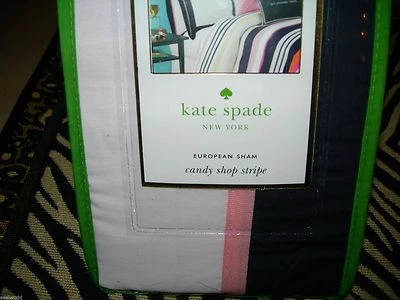 kate spade
NEW YORK
EUROPEAN SHAM
candy shop stripe